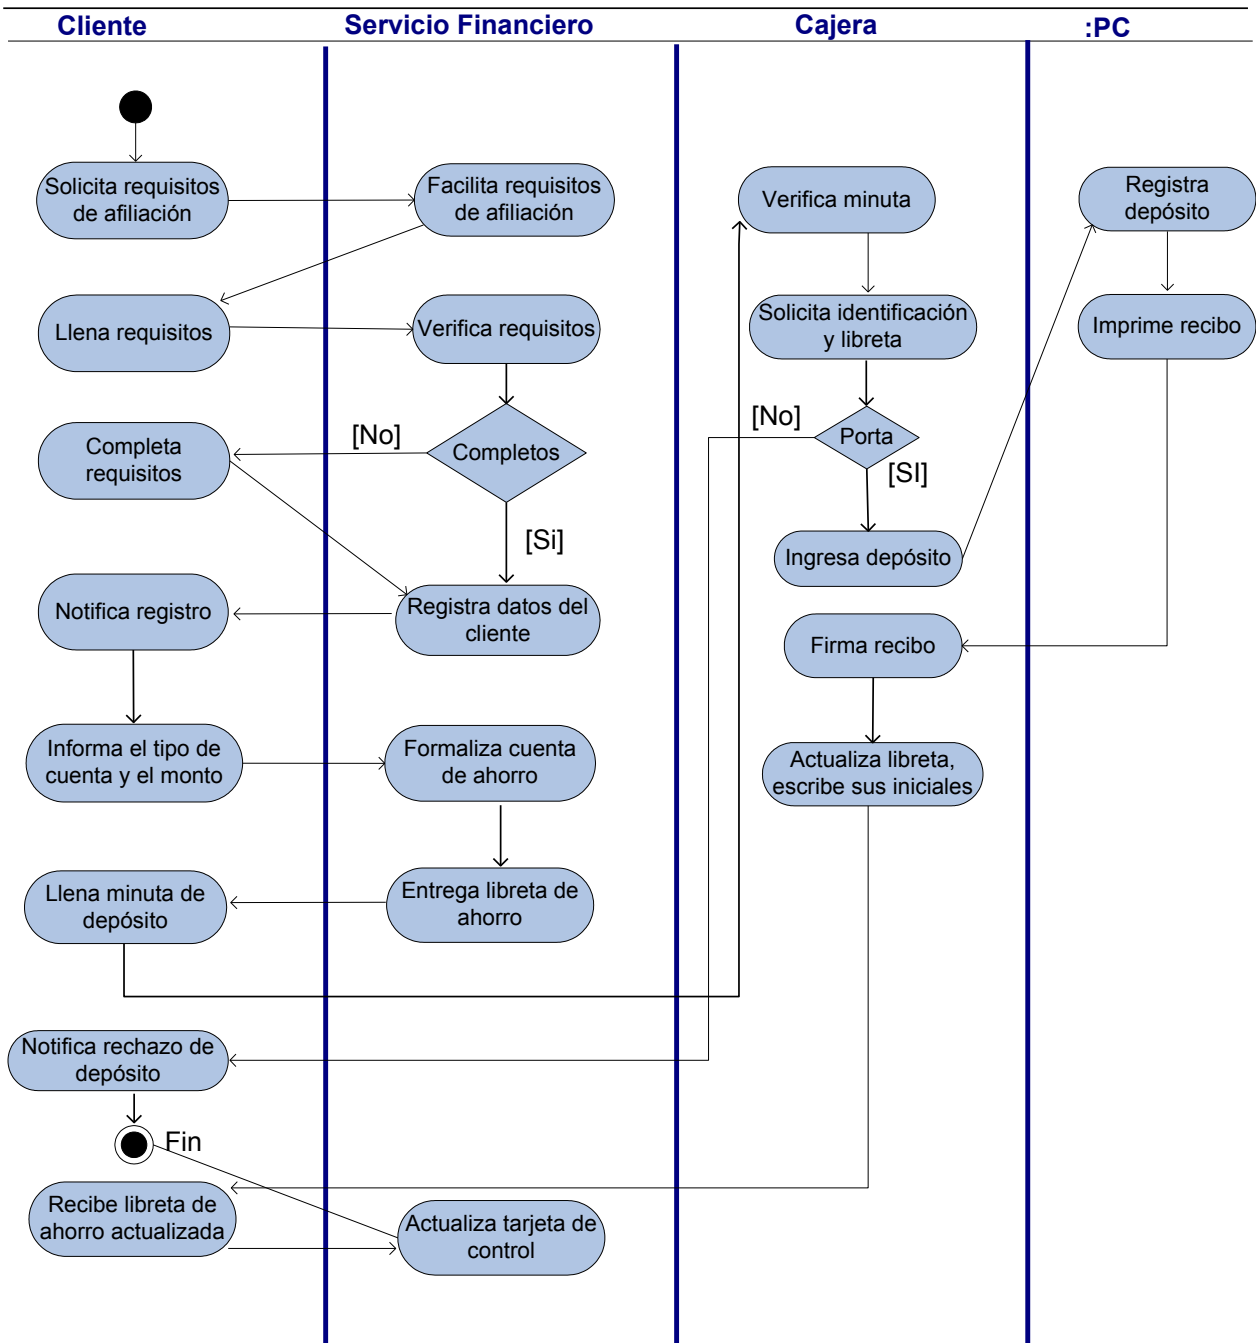 Cliente
Servicio Financiero
Cajera
:PC
Solicita requisitos
de afiliación
Facilita requisitos
de afiliación
Verifica minuta
Registra
depósito
Llena requisitos
Verifica requisitos
Solicita identificación
y libreta
Imprime recibo
Completa
requisitos
[No]
Completos
[No]
Porta
[SI]
[Si]
Ingresa depósito
Notifica registro
Registra datos del
cliente
Firma recibo
Informa el tipo de
cuenta y el monto
Formaliza cuenta
de ahorro
Actualiza libreta,
escribe sus iniciales
Llena minuta de
depósito
Entrega libreta de
ahorro
Notifica rechazo de
depósito
Fin
Recibe libreta de
ahorro actualizada
Actualiza tarjeta de
control